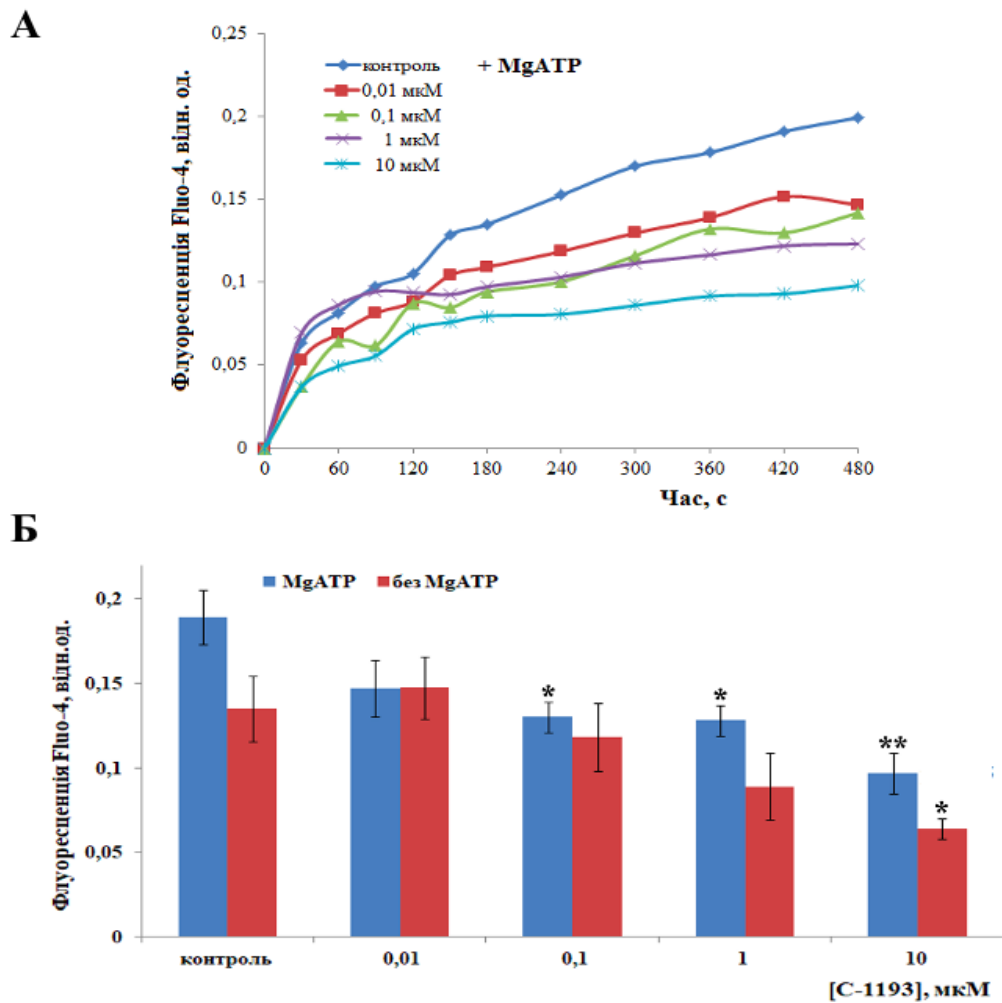 А
Флуоресценція Fluo-4, відн. од.
0,25
0,2
0,15
0,1
0,05
0
контроль
0,01 мкМ
0,1 мкМ
1 мкМ
10 мкМ
+ MgATP
0 60 120 180 240 300 360 420 480
Час, с
Б
Флуоресценція Fluo-4, відн.од.
MgATP без MgATP
0,2
0,15
0,1
0,05
0
* * ** *
контроль 0,01 0,1 1 10
[C-1193], мкМ